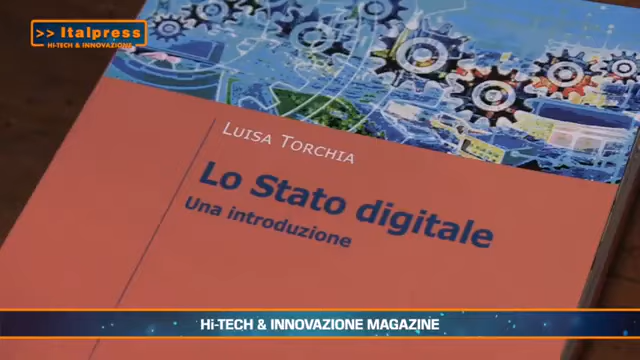 >> Italpress
Hi-TECH & INNOVAZIONE
LUISA TORCHIA
Lo Stato digitale
Una introduzione
Hi-TECH & INNOVAZIONE MAGAZINE